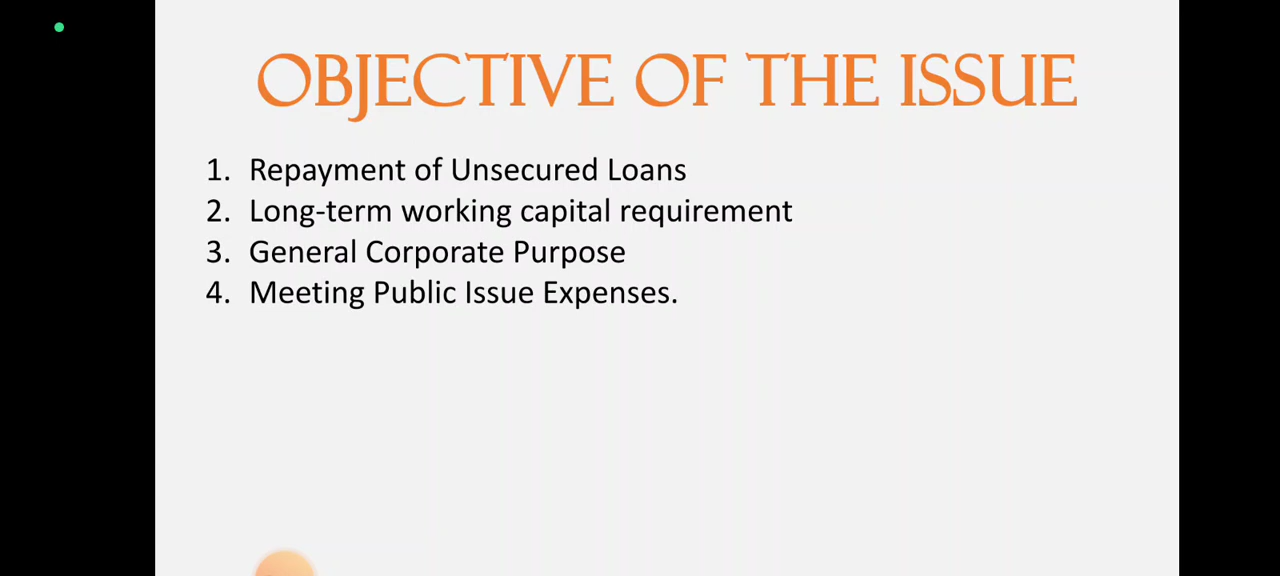 OBJECTIVE OF THE ISSUE
1. Repayment of Unsecured Loans
2. Long-term working capital requirement
3. General Corporate Purpose
4. Meeting Public Issue Expenses.